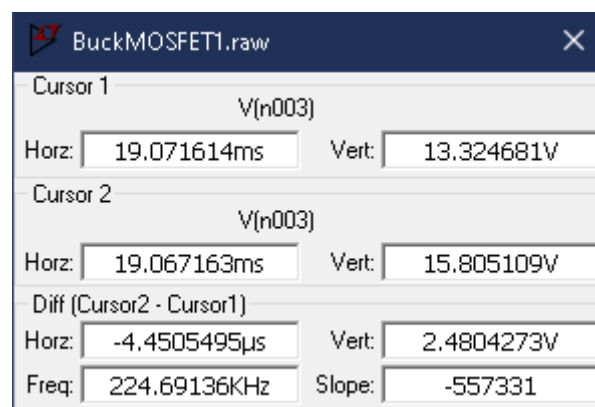 BuckMOSFET1.raw
Cursor 1
V(n003)
Horz: 19.071614ms Vert: 13.324681V
Cursor 2
V(n003)
Horz: 19.067163ms Vert: 15.805109V
Diff (Cursor2 - Cursor1)
Horz: -4.4505495µs Vert: 2.4804273V
Freq: 224.69136KHz Slope: -557331